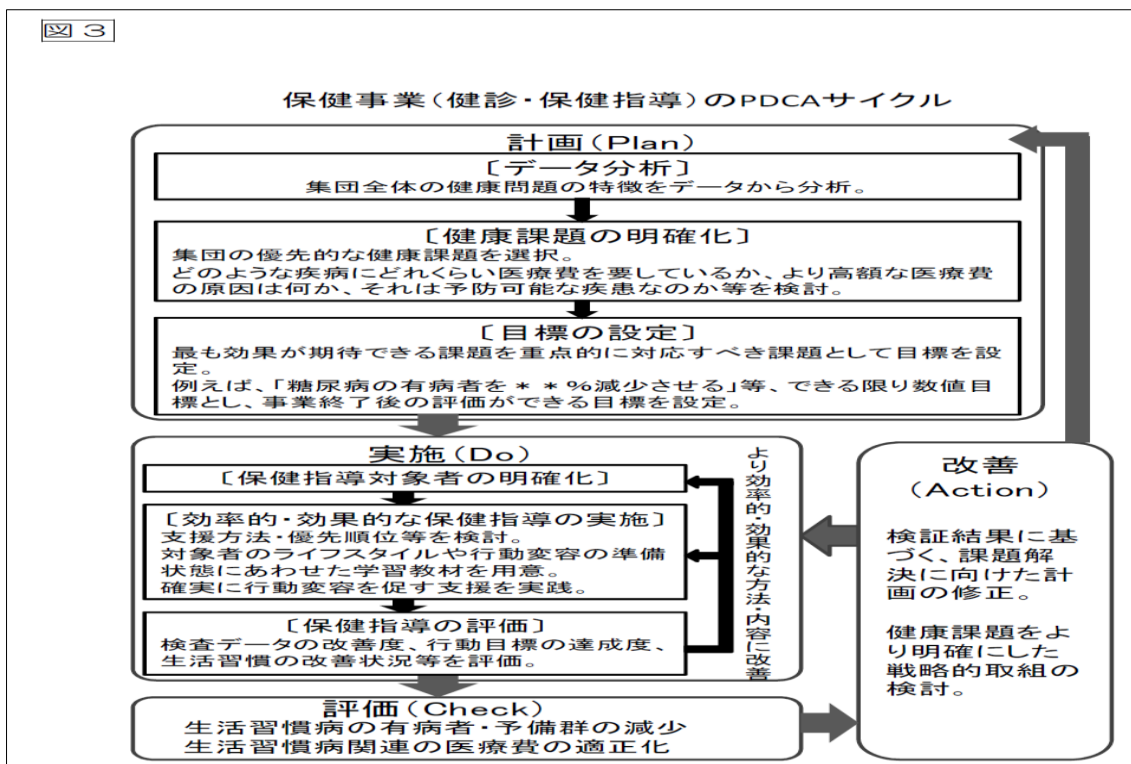 図 3
保健事業(健診・保健指導)のPDCAサイクル
計画(Plan)
〔データ分析〕
集団全体の健康問題の特徴をデータから分析。
〔健康課題の明確化〕
集団の優先的な健康課題を選択。
どのような疾病にどれくらい医療費を要しているか、より高額な医療費
の原因は何か、それは予防可能な疾患なのか等を検討。
〔目標の設定〕
最も効果が期待できる課題を重点的に対応すべき課題として目標を設
定。
例えば、「糖尿病の有病者を**%減少させる」等、できる限り数値目
標とし、事業終了後の評価ができる目標を設定。
実施(Do)
〔保健指導対象者の明確化〕
〔効率的・効果的な保健指導の実施〕
支援方法・優先順位等を検討。
対象者のライフスタイルや行動変容の準備
状態にあわせた学習教材を用意。
確実に行動変容を促す支援を実践。
〔保健指導の評価〕
検査データの改善度、行動目標の達成度、
生活習慣の改善状況等を評価。
より効率的・効果的な方法・内容に改善
評価(Check)
生活習慣病の有病者・予備群の減少
生活習慣病関連の医療費の適正化
改善
(Action)
検証結果に基
づく、課題解
決に向けた計
画の修正。
健康課題をよ
り明確にした
戦略的取組の
検討。